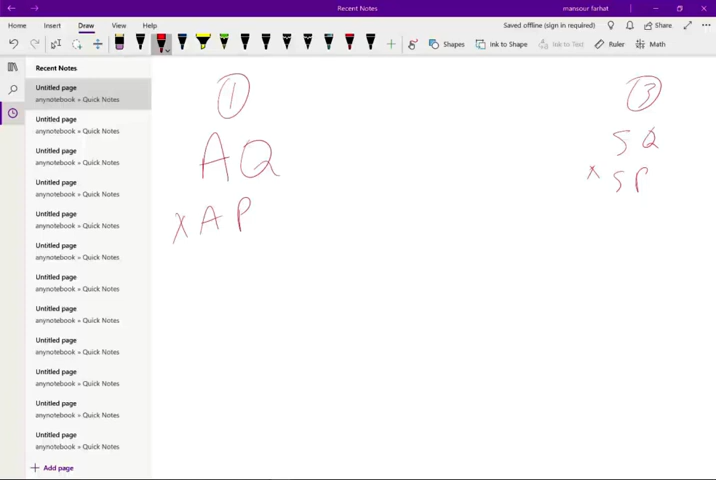 Recent Notes
mansour farhat
Home Insert Draw View Help
Saved offline (sign in required) Share
Shapes Ink to Shape Ink to Text Ruler Math
Recent Notes
Untitled page
anynotebook » Quick Notes
Untitled page
anynotebook » Quick Notes
Untitled page
anynotebook » Quick Notes
Untitled page
anynotebook » Quick Notes
Untitled page
anynotebook » Quick Notes
Untitled page
anynotebook » Quick Notes
Untitled page
anynotebook » Quick Notes
Untitled page
anynotebook » Quick Notes
Untitled page
anynotebook » Quick Notes
Untitled page
anynotebook » Quick Notes
Untitled page
anynotebook » Quick Notes
Untitled page
anynotebook » Quick Notes
+ Add page
1
AQ
x AP
3
SQ
x SP